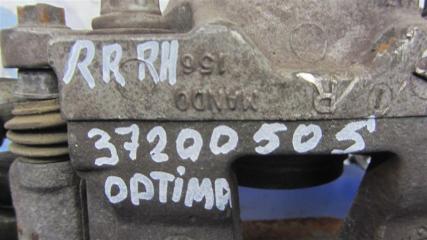 RR RH
156
MANDO
R
37200505
OPTIMA